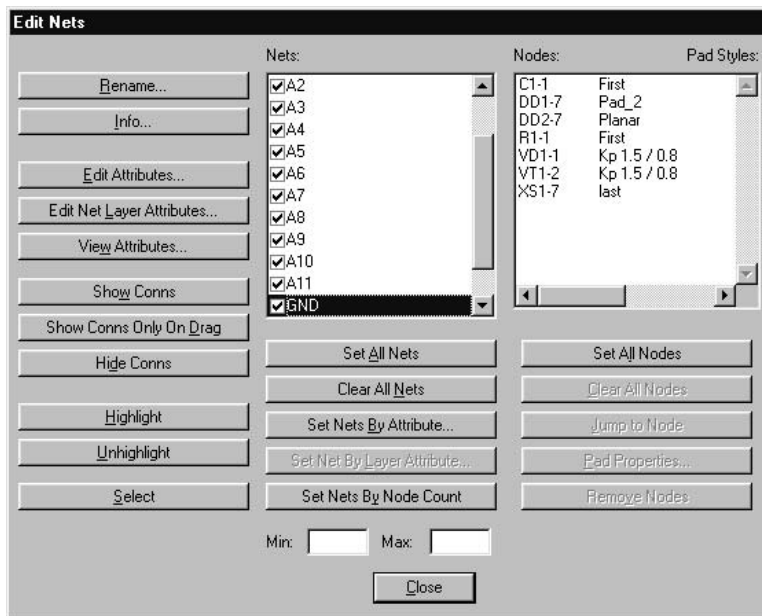 Edit Nets
Nets:
Nodes: Pad Styles:
Rename...
Info...
Edit Attributes...
Edit Net Layer Attributes...
View Attributes...
Show Conns
Show Conns Only On Drag
Hide Conns
Highlight
Unhighlight
Select
A2
A3
A4
A5
A6
A7
A8
A9
A10
A11
GND
Set All Nets
Clear All Nets
Set Nets By Attribute...
Set Net By Layer Attribute...
Set Nets By Node Count
Min: Max:
C1-1 First
DD1-7 Pad_2
DD2-7 Planar
R1-1 First
VD1-1 Kp 1.5 / 0.8
VT1-2 Kp 1.5 / 0.8
XS1-7 last
Set All Nodes
Clear All Nodes
Jump to Node
Pad Properties...
Remove Nodes
Close